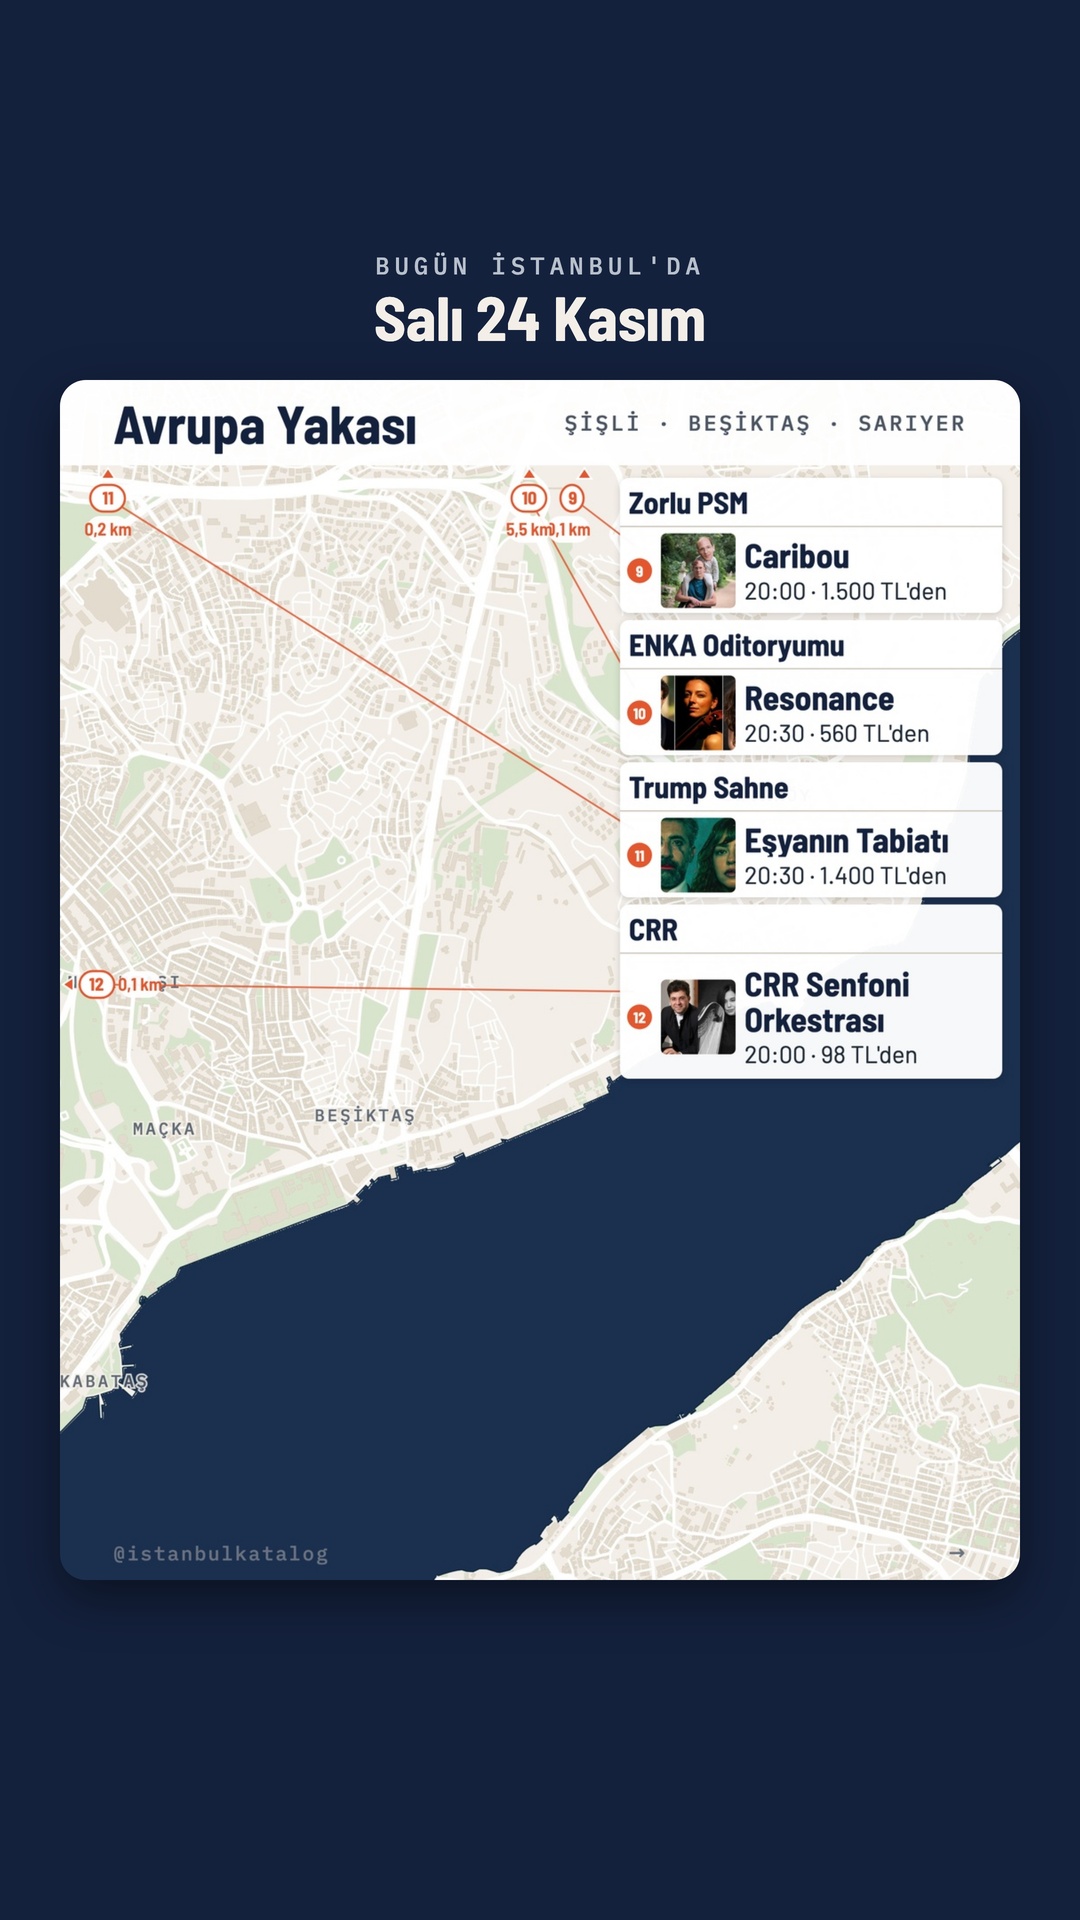 BUGÜN İSTANBUL'DA
Salı 24 Kasım
Avrupa Yakası
ŞİŞLİ · BEŞİKTAŞ · SARIYER
11
0,2 km
10
5,5 km
9
0,1 km
Zorlu PSM
9
Caribou
20:00 · 1.500 TL'den
ENKA Oditoryumu
10
Resonance
20:30 · 560 TL'den
Trump Sahne
11
Eşyanın Tabiatı
20:30 · 1.400 TL'den
CRR
12
CRR Senfoni
Orkestrası
20:00 · 98 TL'den
12
0,1 km
BEŞİKTAŞ
MAÇKA
KABATAŞ
@istanbulkatalog
→